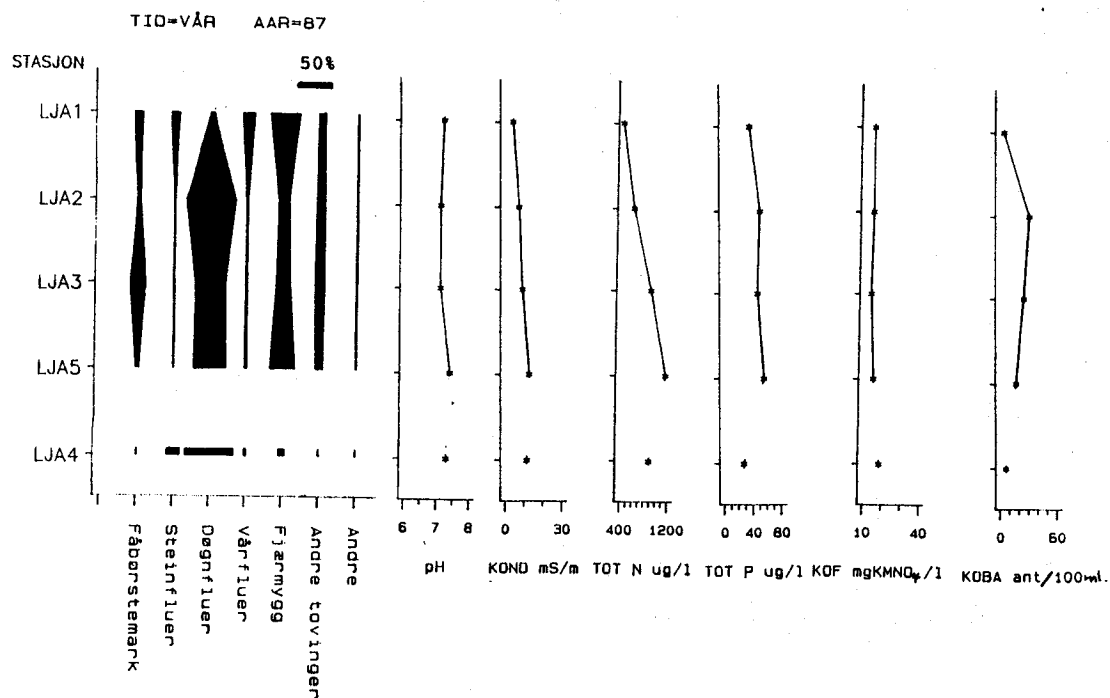 TID=VÅR AAR=87
STASJON
50%
LJA1
LJA2
LJA3
LJA5
LJA4
6 7 8
0 30
400 1200
0 40 80
10 40
0 60
pH
KOND mS/m
TOT N ug/l
TOT P ug/l
KOF mgKMNO4/l
KOBA ant/100ml.
Fåbørstemark
Steinfluer
Døgnfluer
Vårfluer
Fjærmygg
Andre tovinger
Andre